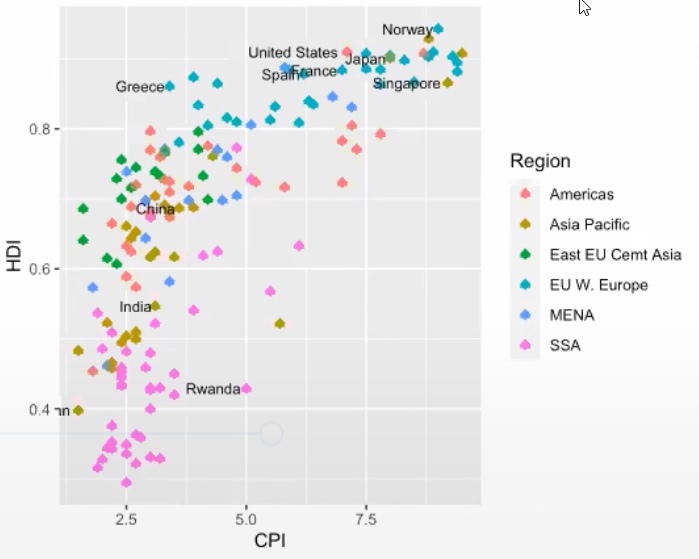 Norway
United States
Japan
Spain
France
Greece
Singapore
0.8
China
HDI
0.6
India
Rwanda
0.4
2.5
5.0
7.5
CPI
Region
Americas
Asia Pacific
East EU Cemt Asia
EU W. Europe
MENA
SSA